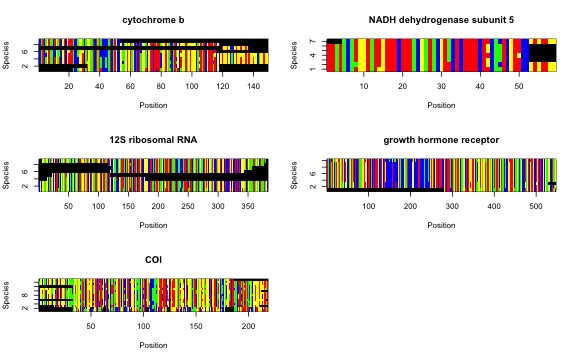 cytochrome b
Species
2 6
20 40 60 80 100 120 140
Position
NADH dehydrogenase subunit 5
Species
1 4 7
10 20 30 40 50
Position
12S ribosomal RNA
Species
2 6
50 100 150 200 250 300 350
Position
growth hormone receptor
Species
2 6
100 200 300 400 500
Position
COI
Species
2 8
50 100 150 200
Position